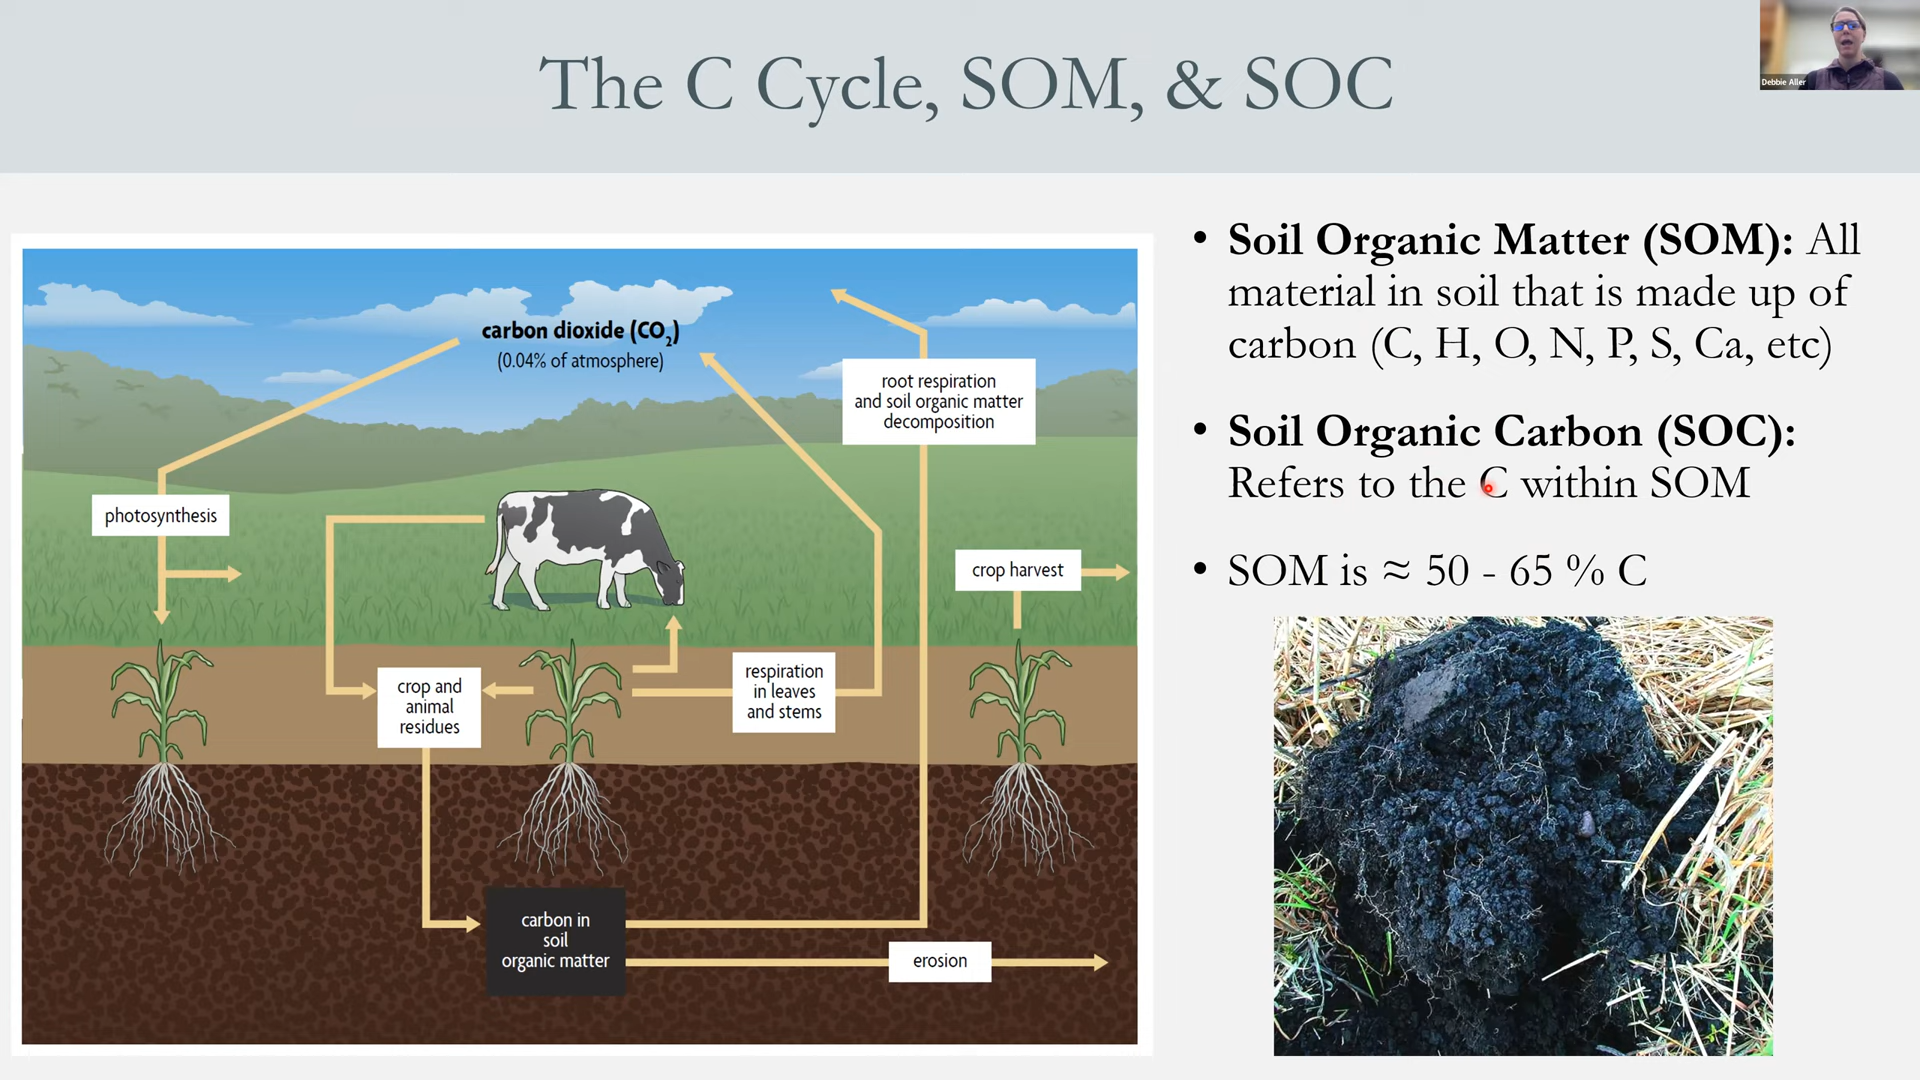 The C Cycle, SOM, & SOC
Debbie Aller
carbon dioxide (CO₂)
(0.04% of atmosphere)
root respiration
and soil organic matter
decomposition
photosynthesis
crop harvest
crop and
animal
residues
respiration
in leaves
and stems
carbon in
soil
organic matter
erosion
• Soil Organic Matter (SOM): All
material in soil that is made up of
carbon (C, H, O, N, P, S, Ca, etc)
• Soil Organic Carbon (SOC):
Refers to the C within SOM
• SOM is ≈ 50 - 65 % C